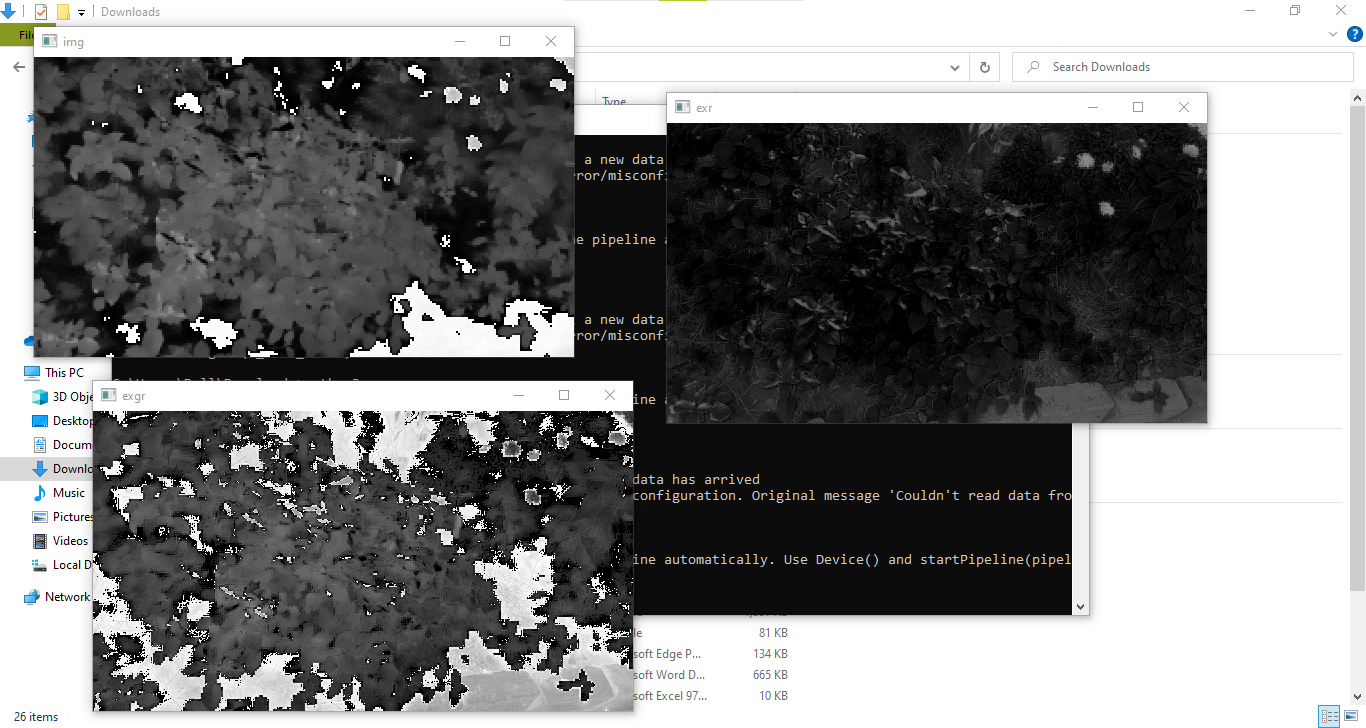 Downloads
File
img
Search Downloads
Type
exr
a new data
rror/misconfi
e pipeline a
a new data
rror/misconfi
This PC
3D Obje
exgr
ine a
Desktop
Docum
Downlo
data has arrived
Music
configuration. Original message 'Couldn't read data fro
Pictures
Videos
Local D
ine automatically. Use Device() and startPipeline(pipel
Network
le
81 KB
soft Edge P...
134 KB
soft Word D...
665 KB
soft Excel 97...
10 KB
26 items